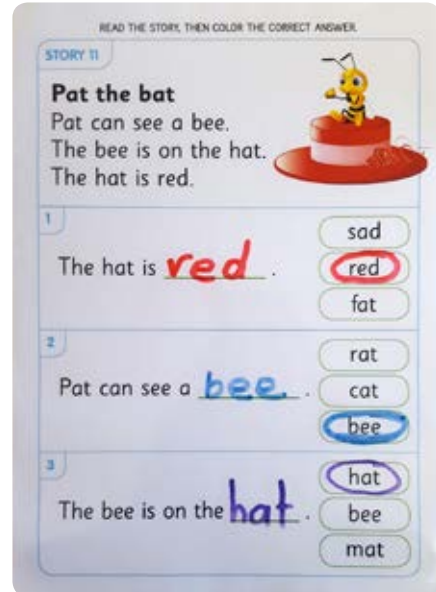 READ THE STORY, THEN COLOR THE CORRECT ANSWER.
STORY 11
Pat the bat
Pat can see a bee.
The bee is on the hat.
The hat is red.
1
The hat is red .
sad
red
fat
2
Pat can see a bee .
rat
cat
bee
3
The bee is on the hat .
hat
bee
mat